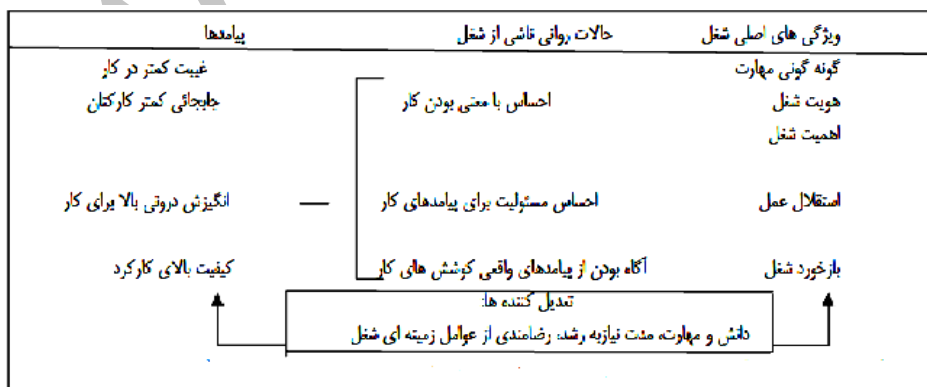 ویژگی های اصلی شغل حالات روانی ناشی از شغل پیامدها
گونه گونی مهارت غیبت کمتر در کار
هویت شغل احساس با معنی بودن کار جابجائی کمتر کارکنان
اهمیت شغل
استقلال عمل احساس مسئولیت برای پیامدهای کار انگیزش درونی بالا برای کار
بازخورد شغل آگاه بودن از پیامدهای واقعی کوشش های کار کیفیت بالای کارکرد
تعدیل کننده ها:
دانش و مهارت، مدت نیازبه رشد، رضامندی از عوامل زمینه ای شغل